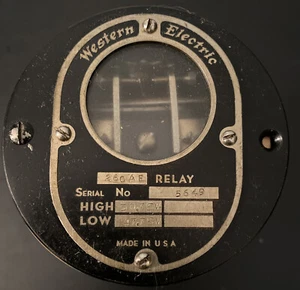 Western Electric
RELAY
SERIAL No 5649
HIGH
LOW
MADE IN U S A